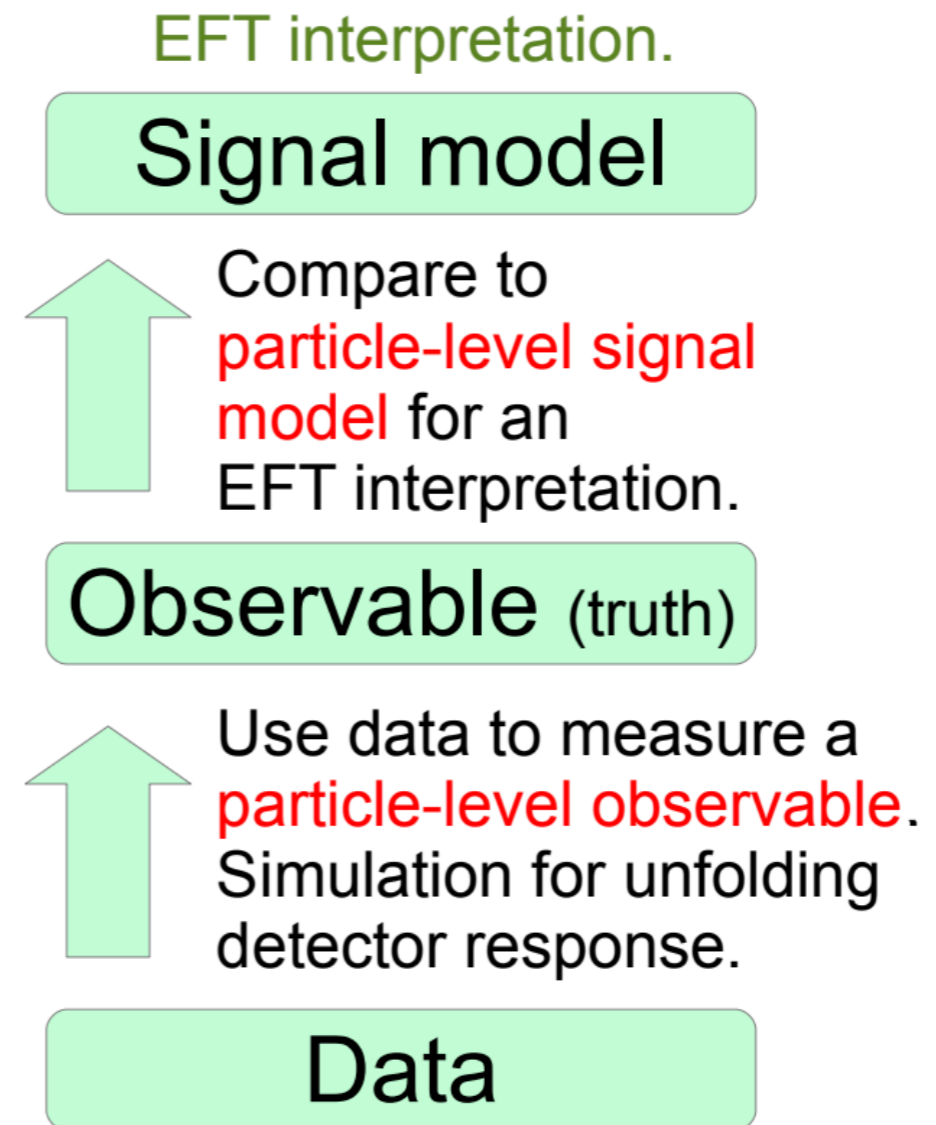 EFT interpretation.
Signal model
Compare to
particle-level signal
model for an
EFT interpretation.
Observable (truth)
Use data to measure a
particle-level observable.
Simulation for unfolding
detector response.
Data